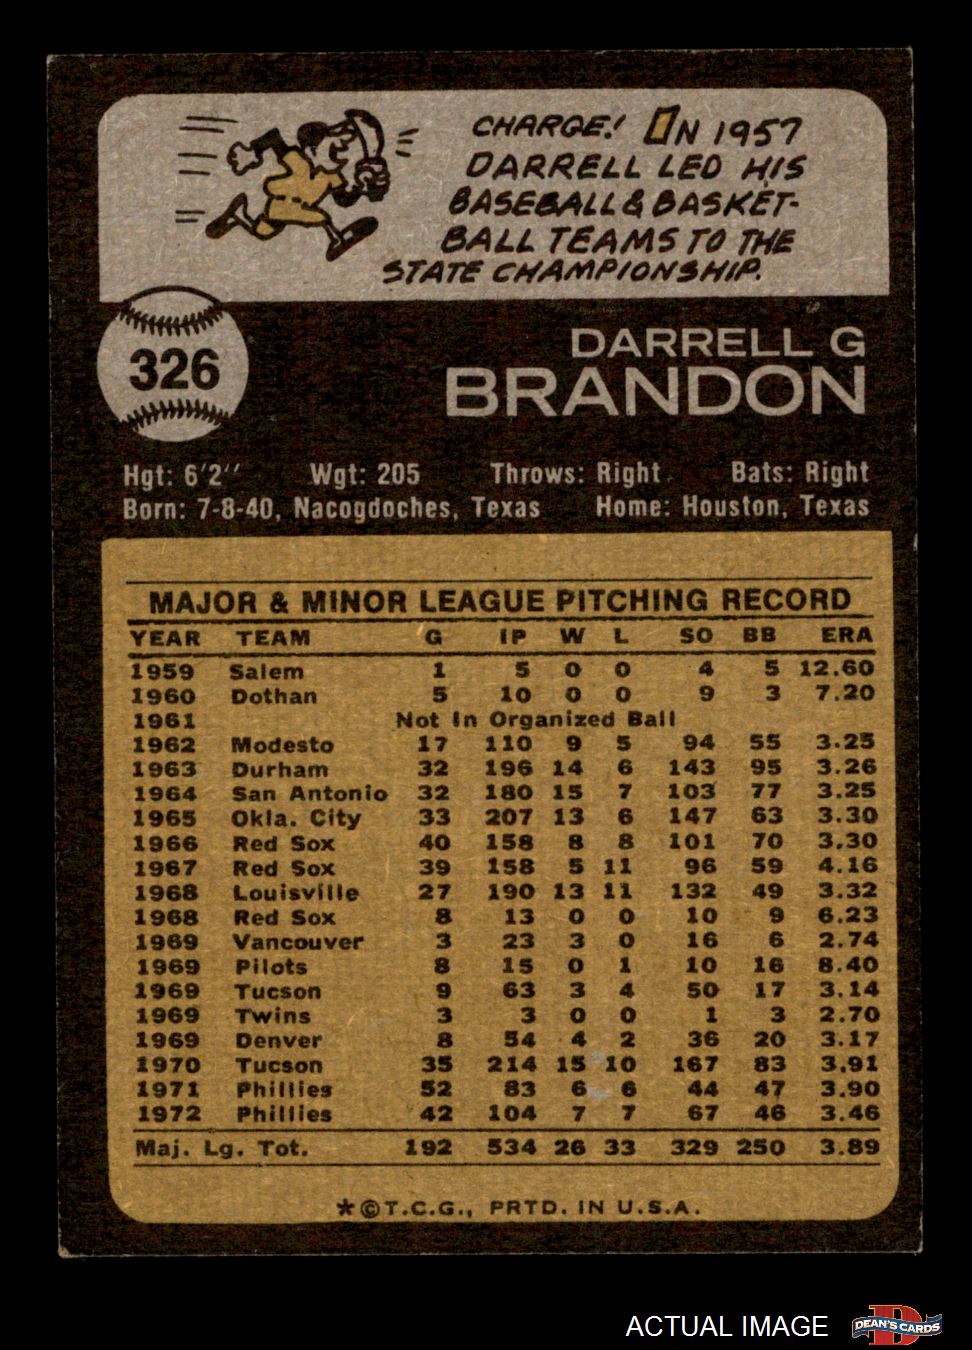 CHARGE! IN 1957
DARRELL LED HIS
BASEBALL & BASKET-
BALL TEAMS TO THE
STATE CHAMPIONSHIP.
326
DARRELL G
BRANDON
Hgt: 6'2'' Wgt: 205 Throws: Right Bats: Right
Born: 7-8-40, Nacogdoches, Texas Home: Houston, Texas
MAJOR & MINOR LEAGUE PITCHING RECORD
YEAR TEAM G IP W L SO BB ERA
1959 Salem 1 5 0 0 4 5 12.60
1960 Dothan 5 10 0 0 9 3 7.20
1961 Not In Organized Ball
1962 Modesto 17 110 9 5 94 55 3.25
1963 Durham 32 196 14 6 143 95 3.26
1964 San Antonio 32 180 15 7 103 77 3.25
1965 Okla. City 33 207 13 6 147 63 3.30
1966 Red Sox 40 158 8 8 101 70 3.30
1967 Red Sox 39 158 5 11 96 59 4.16
1968 Louisville 27 190 13 11 132 49 3.32
1968 Red Sox 8 13 0 0 10 9 6.23
1969 Vancouver 3 23 3 0 16 6 2.74
1969 Pilots 8 15 0 1 10 16 8.40
1969 Tucson 9 63 3 4 50 17 3.14
1969 Twins 3 3 0 0 1 3 2.70
1969 Denver 8 54 4 2 36 20 3.17
1970 Tucson 35 214 15 10 167 83 3.91
1971 Phillies 52 83 6 6 44 47 3.90
1972 Phillies 42 104 7 7 67 46 3.46
Maj. Lg. Tot. 192 534 26 33 329 250 3.89
*©T.C.G., PRTD. IN U.S.A.
ACTUAL IMAGE
D
DEAN'S CARDS